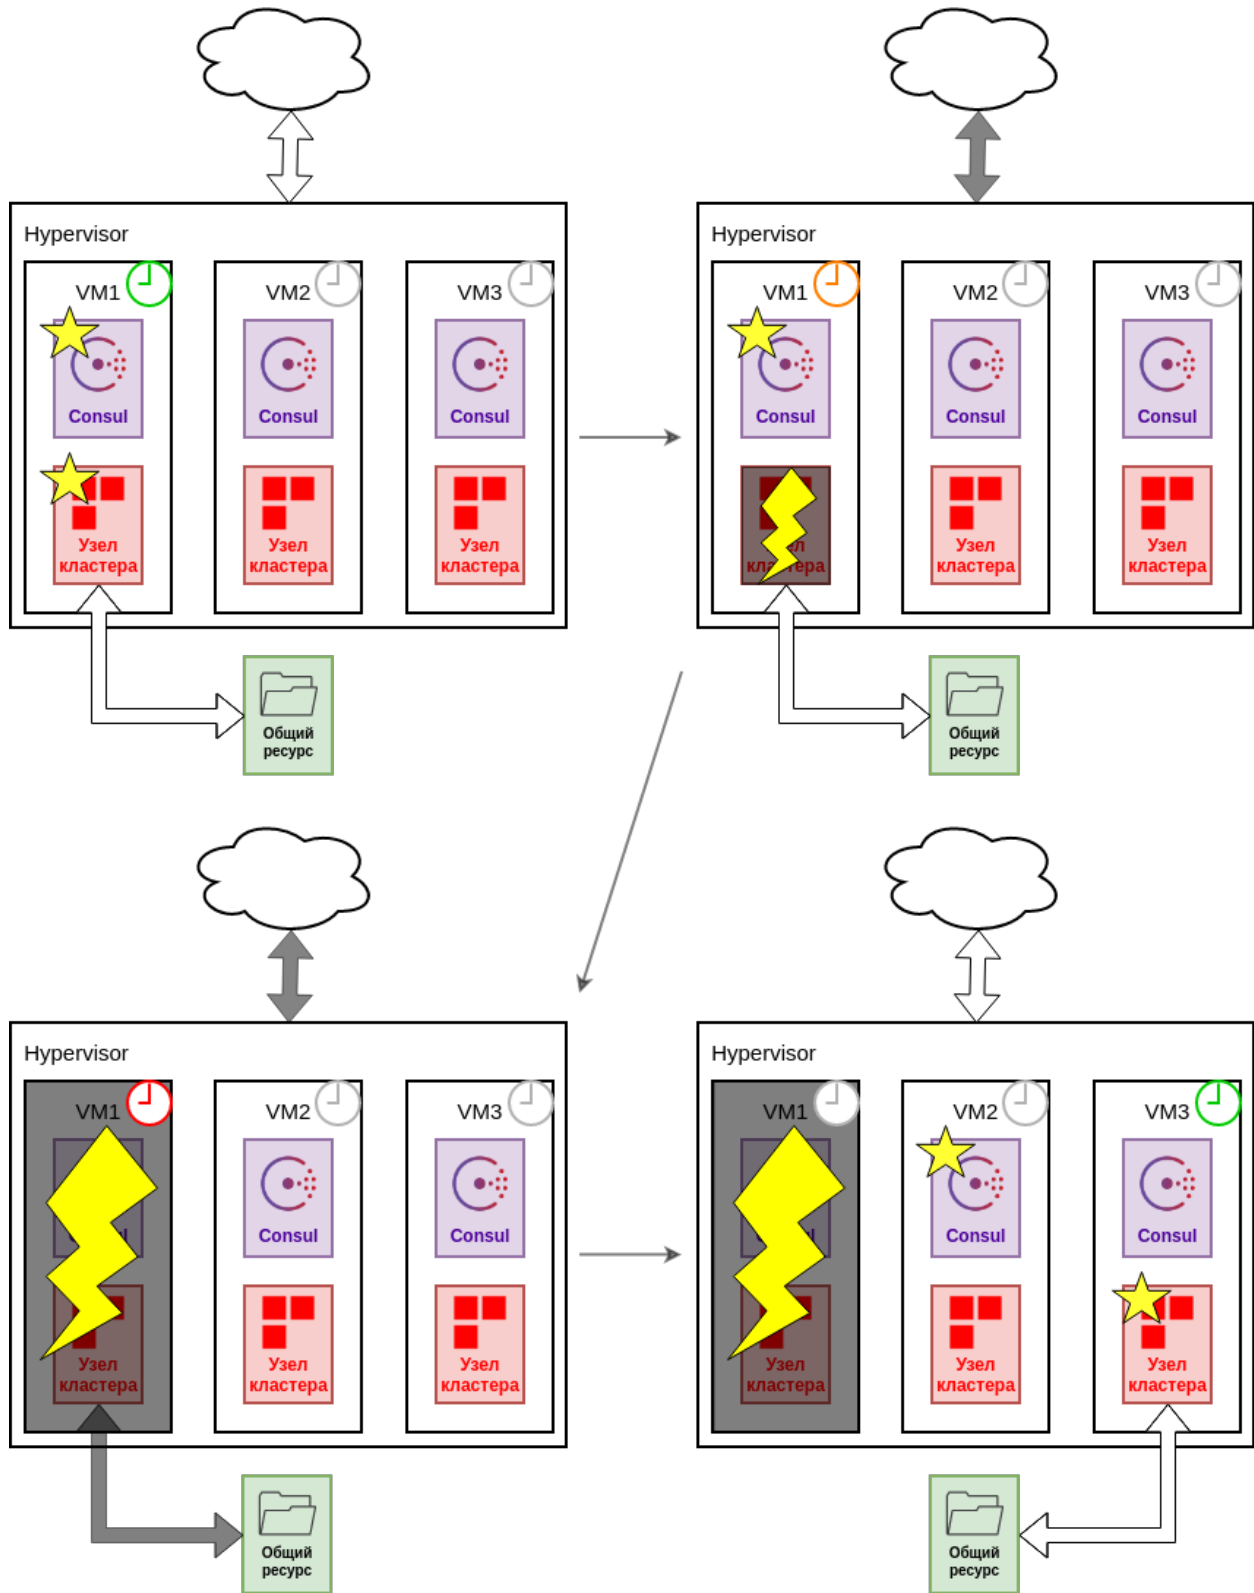 Hypervisor
VM1
VM2
VM3
Consul
Consul
Consul
Узел
кластера
Узел
кластера
Узел
кластера
Общий
ресурс
Hypervisor
VM1
VM2
VM3
Consul
Consul
Consul
кластера
Узел
кластера
Узел
кластера
Общий
ресурс
Hypervisor
VM1
VM2
VM3
Consul
Consul
Узел
кластера
Узел
кластера
Узел
кластера
Общий
ресурс
Hypervisor
VM1
VM2
VM3
Consul
Consul
Узел
кластера
Узел
кластера
Узел
кластера
Общий
ресурс